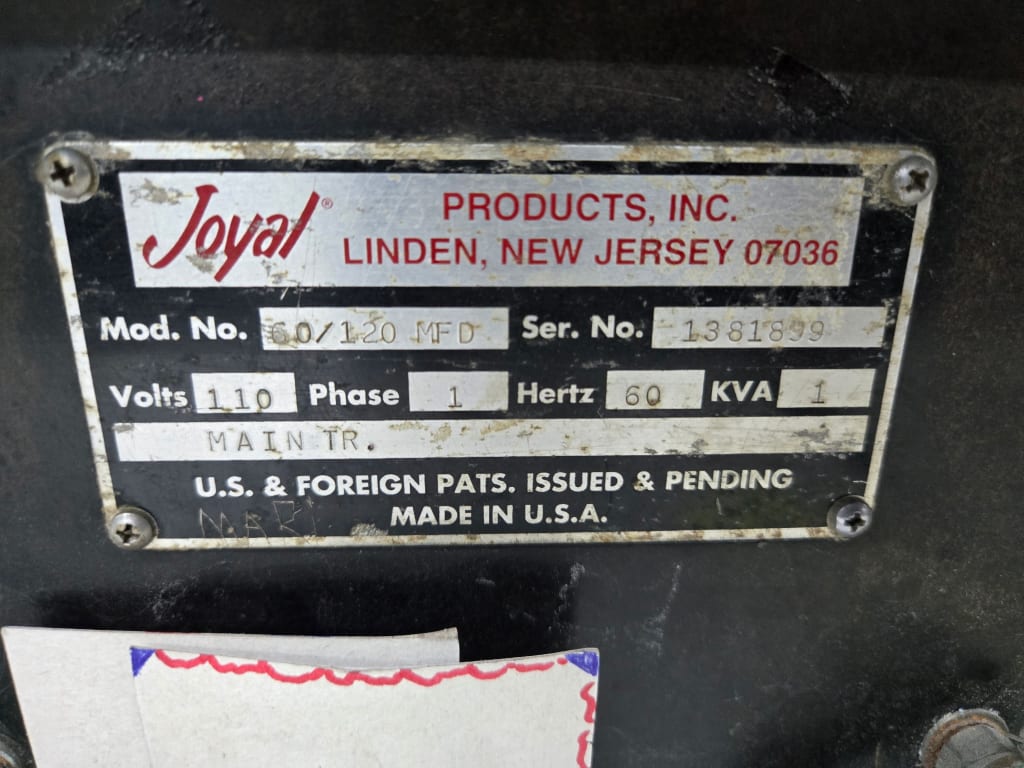 Joyal® PRODUCTS, INC.
LINDEN, NEW JERSEY 07036
Mod. No. 60/120 MFD Ser. No. 1381899
Volts 110 Phase 1 Hertz 60 KVA 1
MAIN TR.
U.S. & FOREIGN PATS. ISSUED & PENDING
MADE IN U.S.A.